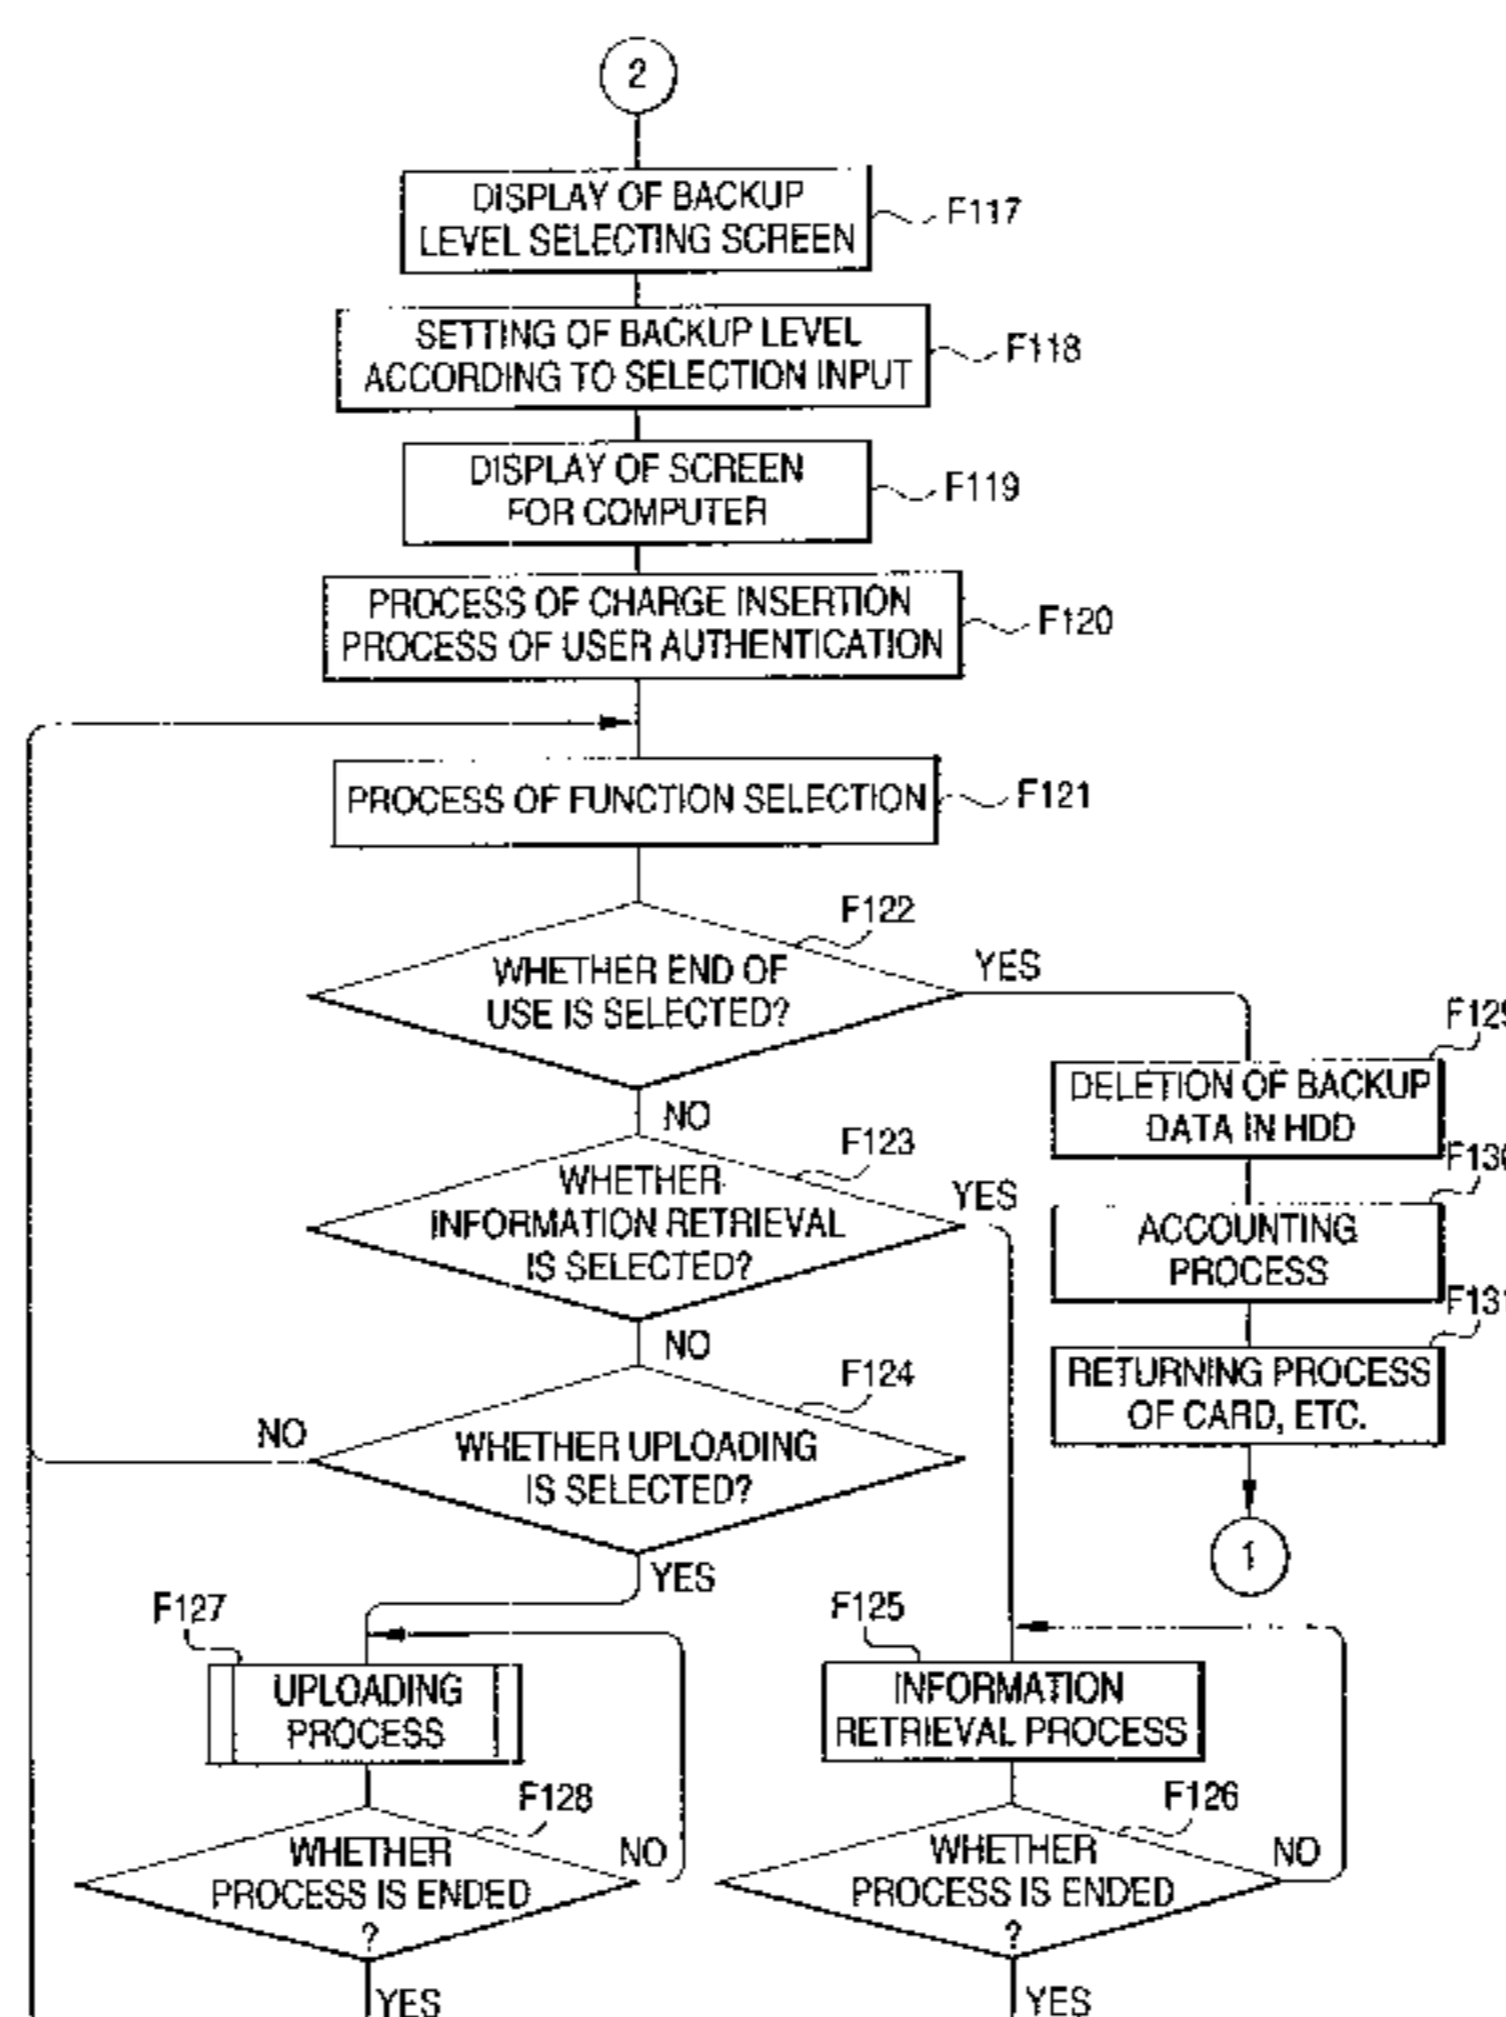 2
DISPLAY OF BACKUP
LEVEL SELECTING SCREEN
F117
SETTING OF BACKUP LEVEL
ACCORDING TO SELECTION INPUT
F118
DISPLAY OF SCREEN
FOR COMPUTER
F119
PROCESS OF CHARGE INSERTION
PROCESS OF USER AUTHENTICATION
F120
PROCESS OF FUNCTION SELECTION
F121
F122
WHETHER END OF
USE IS SELECTED?
YES
NO
F129
DELETION OF BACKUP
DATA IN HDD
F123
WHETHER
INFORMATION RETRIEVAL
IS SELECTED?
YES
NO
F130
ACCOUNTING
PROCESS
F131
RETURNING PROCESS
OF CARD, ETC.
1
F124
WHETHER UPLOADING
IS SELECTED?
NO
YES
F127
UPLOADING
PROCESS
F125
INFORMATION
RETRIEVAL PROCESS
F128
WHETHER
PROCESS IS ENDED
?
NO
YES
F126
WHETHER
PROCESS IS ENDED
?
NO
YES